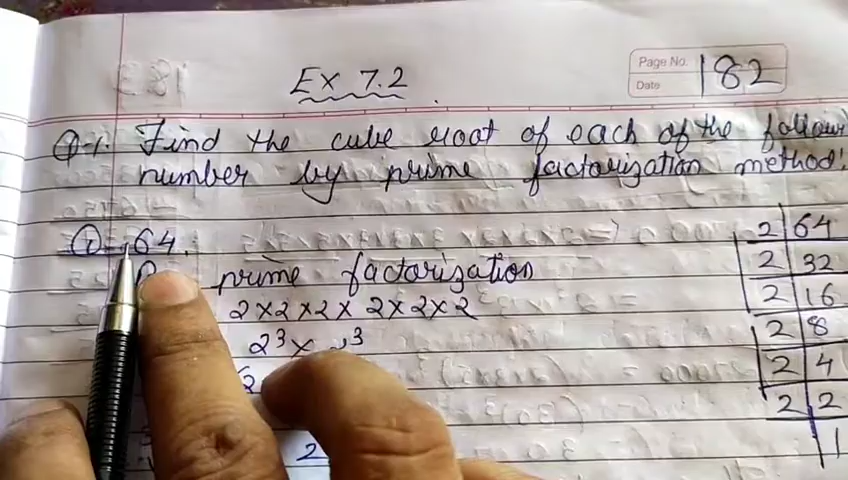 Page No. 182
Date
Ex 7.2
Q-1. Find the cube root of each of the follow
number by prime factorization method:
① 64.
prime factorization
2×2×2× 2×2×2
2³×
2
2 | 64
2 | 32
2 | 16
2 | 8
2 | 4
2 | 2
| 1